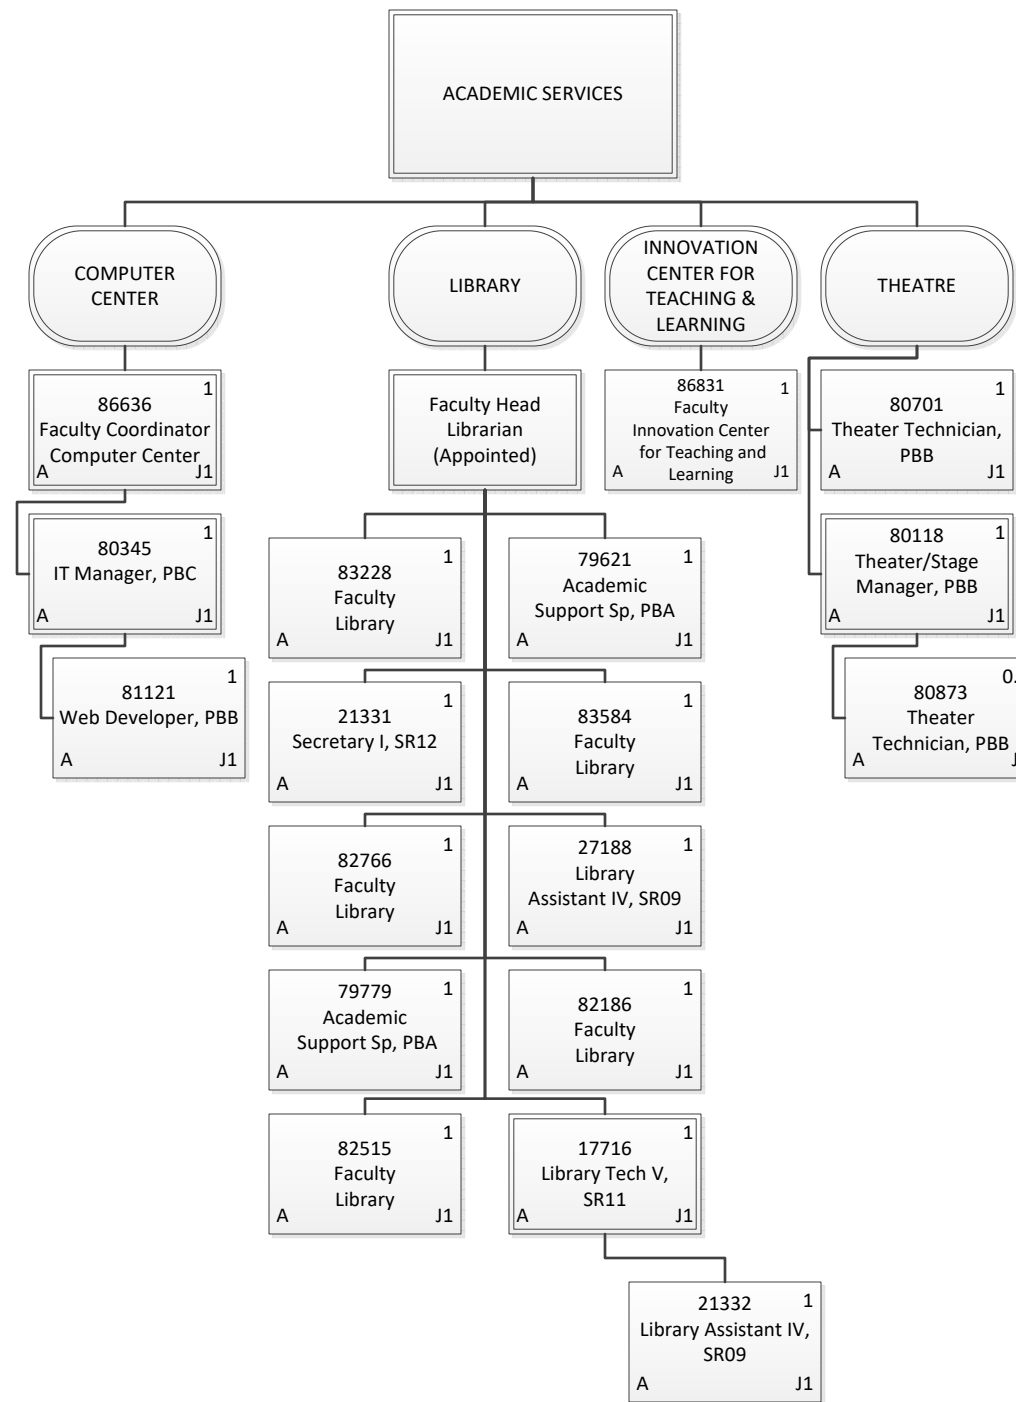 ACADEMIC SERVICES
COMPUTER
CENTER
LIBRARY
INNOVATION
CENTER FOR
TEACHING &
LEARNING
THEATRE
1
86636
Faculty Coordinator
Computer Center
A J1
Faculty Head
Librarian
(Appointed)
86831 1
Faculty
Innovation Center
for Teaching and
Learning
A J1
1
80701
Theater Technician,
PBB
A J1
1
80345
IT Manager, PBC
A J1
1
80118
Theater/Stage
Manager, PBB
A J1
1
83228
Faculty
Library
A J1
1
79621
Academic
Support Sp, PBA
A J1
1
81121
Web Developer, PBB
A J1
0.
80873
Theater
Technician, PBB
A
1
21331
Secretary I, SR12
A J1
1
83584
Faculty
Library
A J1
1
82766
Faculty
Library
A J1
27188 1
Library
Assistant IV, SR09
A J1
79779 1
Academic
Support Sp, PBA
A J1
1
82186
Faculty
Library
A J1
1
82515
Faculty
Library
A J1
1
17716
Library Tech V,
SR11
A J1
21332 1
Library Assistant IV,
SR09
A J1